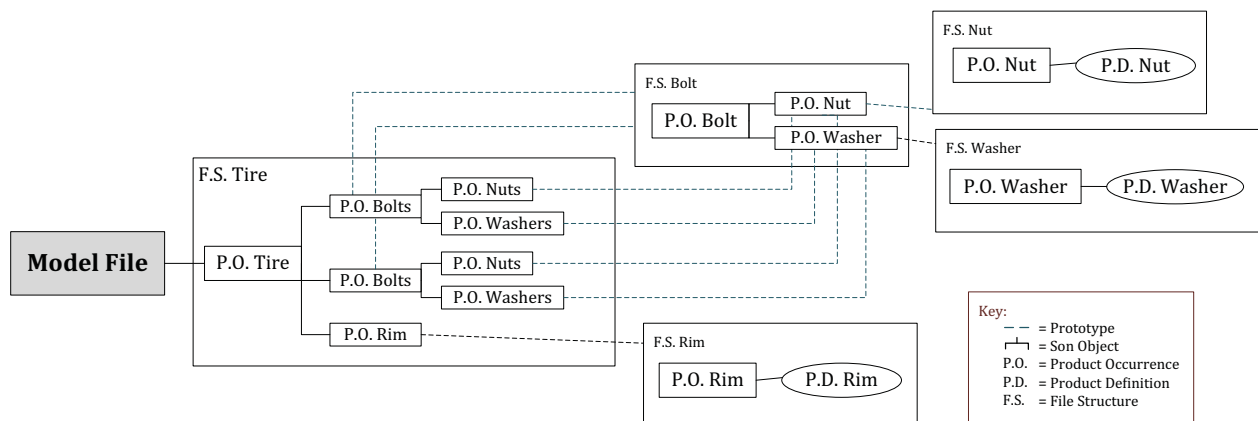 F.S. Nut
P.O. Nut
P.D. Nut
F.S. Bolt
P.O. Bolt
P.O. Nut
P.O. Washer
F.S. Washer
P.O. Washer
P.D. Washer
F.S. Tire
P.O. Bolts
P.O. Nuts
P.O. Washers
Model File
P.O. Tire
P.O. Bolts
P.O. Nuts
P.O. Washers
P.O. Rim
F.S. Rim
P.O. Rim
P.D. Rim
Key:
= Prototype
= Son Object
P.O. = Product Occurrence
P.D. = Product Definition
F.S. = File Structure